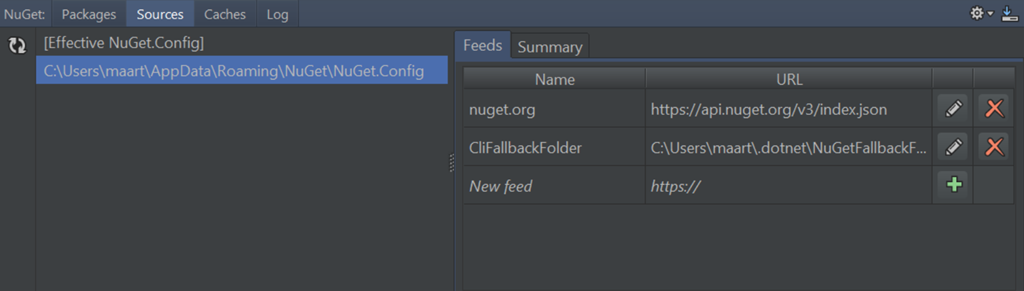 NuGet: Packages Sources Caches Log
[Effective NuGet.Config]
C:\Users\maart\AppData\Roaming\NuGet\NuGet.Config
Feeds Summary
Name URL
nuget.org https://api.nuget.org/v3/index.json
CliFallbackFolder C:\Users\maart\.dotnet\NuGetFallbackF...
New feed https://